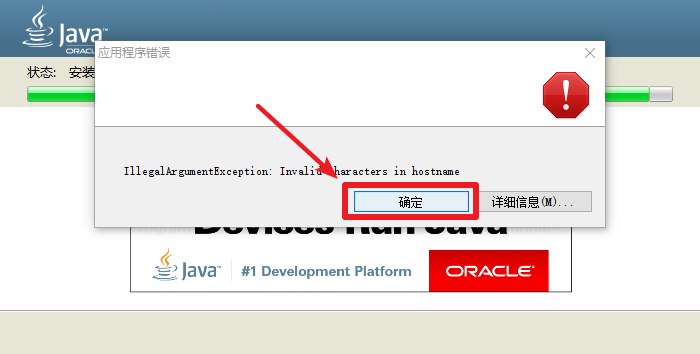 Java
ORACLE
应用程序错误
状态: 安装
IllegalArgumentException: Invalid characters in hostname
确定
详细信息(M)...
Devices Run Java
Java
#1 Development Platform
ORACLE